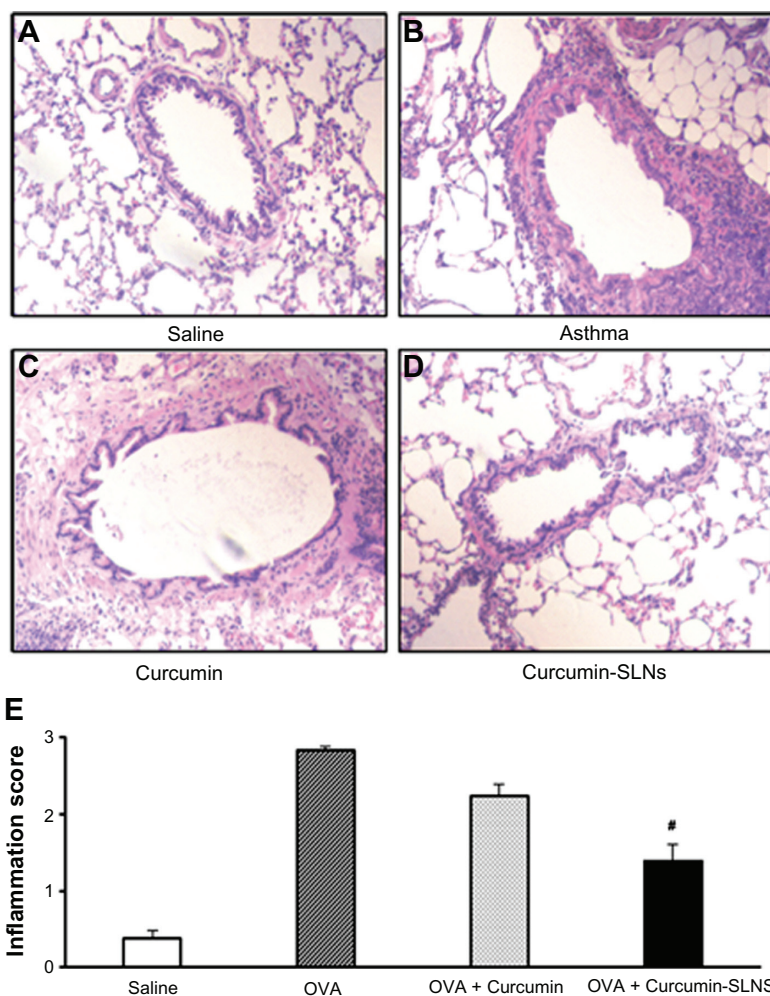 A
B
Saline
Asthma
C
D
Curcumin
Curcumin-SLNs
E
Inflammation score
3
2
1
0
#
Saline
OVA
OVA + Curcumin
OVA + Curcumin-SLNS